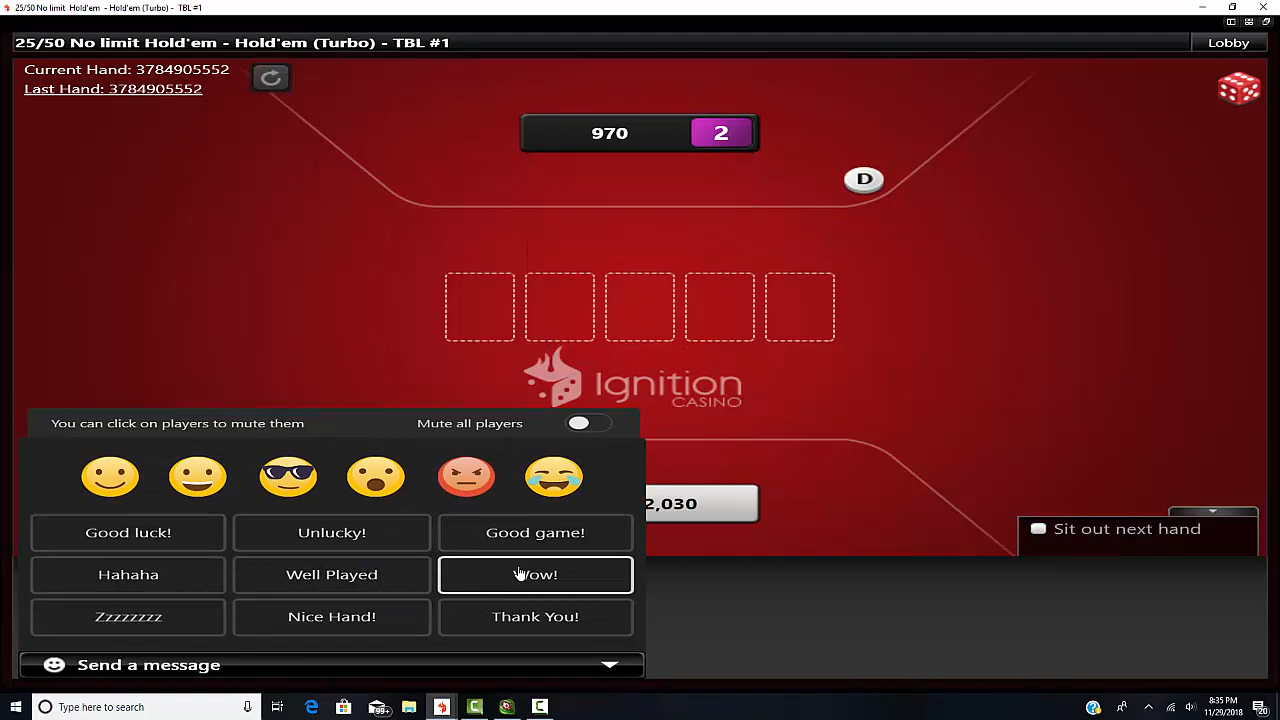 25/50 No limit Hold'em - Hold'em (Turbo) - TBL #1
25/50 No limit Hold'em - Hold'em (Turbo) - TBL #1
Lobby
Current Hand: 3784905552
Last Hand: 3784905552
970
2
D
Ignition
CASINO
You can click on players to mute them
Mute all players
2,030
Sit out next hand
Good luck!
Unlucky!
Good game!
Hahaha
Well Played
Wow!
Zzzzzzzz
Nice Hand!
Thank You!
Send a message
Type here to search
99+
8:35 PM
11/29/2018
20